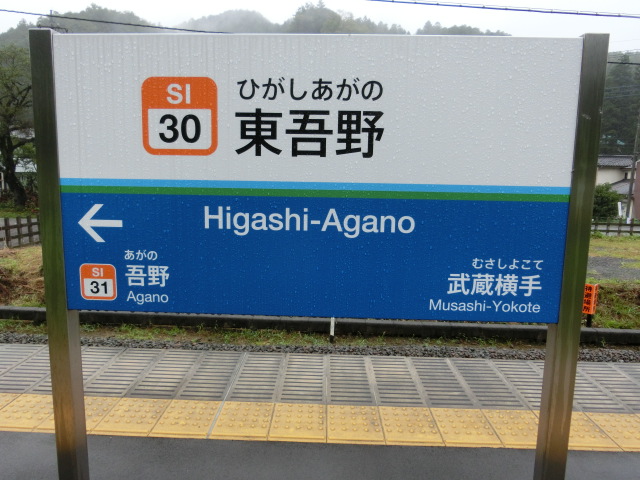 SI
30
ひがしあがの
東吾野
Higashi-Agano
SI
31
あがの
吾野
Agano
むさしよこて
武蔵横手
Musashi-Yokote